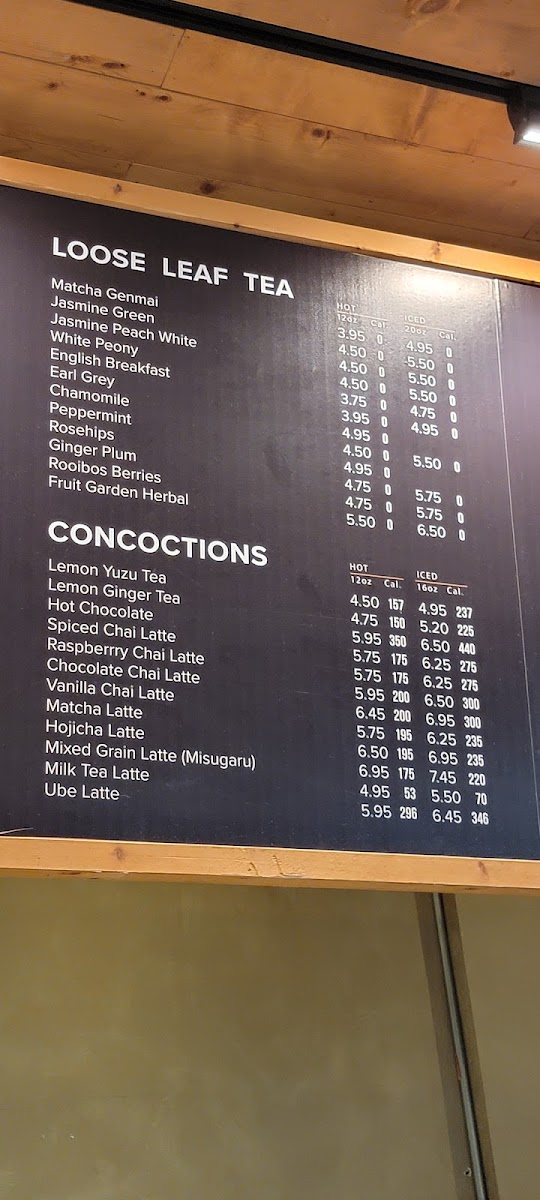 LOOSE LEAF TEA
HOT ICED
12oz Cal. 20oz Cal.
Matcha Genmai 3.95 0 4.95 0
Jasmine Green 4.50 0 5.50 0
Jasmine Peach White 4.50 0 5.50 0
White Peony 4.50 0 5.50 0
English Breakfast 3.75 0 4.75 0
Earl Grey 3.95 0 4.95 0
Chamomile 4.95 0
Peppermint 4.50 0 5.50 0
Rosehips 4.95 0
Ginger Plum 4.75 0 5.75 0
Rooibos Berries 4.75 0 5.75 0
Fruit Garden Herbal 5.50 0 6.50 0
CONCOCTIONS
HOT ICED
12oz Cal. 16oz Cal.
Lemon Yuzu Tea 4.50 157 4.95 237
Lemon Ginger Tea 4.75 150 5.20 225
Hot Chocolate 5.95 350 6.50 440
Spiced Chai Latte 5.75 175 6.25 275
Raspberrry Chai Latte 5.75 175 6.25 275
Chocolate Chai Latte 5.95 200 6.50 300
Vanilla Chai Latte 6.45 200 6.95 300
Matcha Latte 5.75 195 6.25 235
Hojicha Latte 6.50 195 6.95 235
Mixed Grain Latte (Misugaru) 6.95 175 7.45 220
Milk Tea Latte 4.95 53 5.50 70
Ube Latte 5.95 296 6.45 346